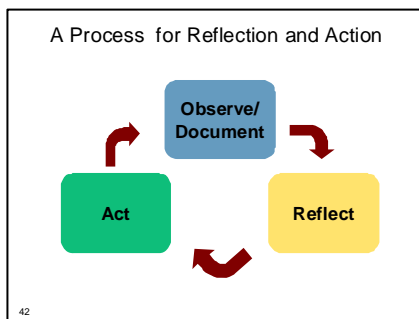 A Process for Reflection and Action
Observe/
Document
Act
Reflect
42